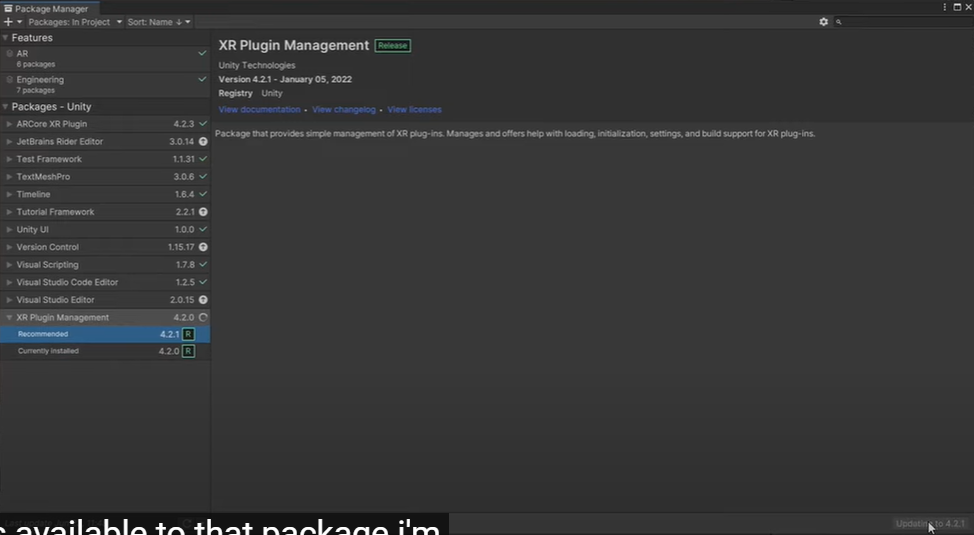 Package Manager
+ Packages: In Project Sort: Name ↓
Features
AR
6 packages
Engineering
7 packages
Packages - Unity
ARCore XR Plugin 4.2.3
JetBrains Rider Editor 3.0.14
Test Framework 1.1.31
TextMeshPro 3.0.6
Timeline 1.6.4
Tutorial Framework 2.2.1
Unity UI 1.0.0
Version Control 1.15.17
Visual Scripting 1.7.8
Visual Studio Code Editor 1.2.5
Visual Studio Editor 2.0.15
XR Plugin Management 4.2.0
Recommended 4.2.1 R
Currently installed 4.2.0 R
XR Plugin Management Release
Unity Technologies
Version 4.2.1 - January 05, 2022
Registry Unity
View documentation • View changelog • View licenses
Package that provides simple management of XR plug-ins. Manages and offers help with loading, initialization, settings, and build support for XR plug-ins.
Updating to 4.2.1
available to that package i'm